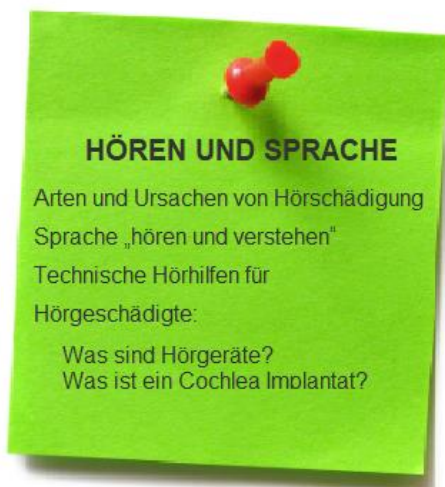 HÖREN UND SPRACHE
Arten und Ursachen von Hörschädigung
Sprache „hören und verstehen“
Technische Hörhilfen für
Hörgeschädigte:
Was sind Hörgeräte?
Was ist ein Cochlea Implantat?